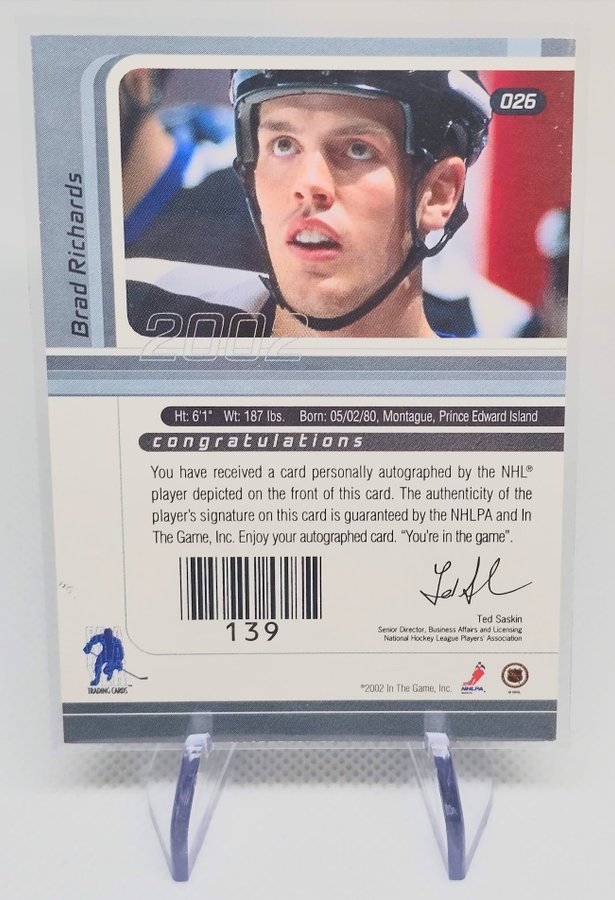 026
Brad Richards
2002
Ht: 6'1" Wt: 187 lbs. Born: 05/02/80, Montague, Prince Edward Island
congratulations
You have received a card personally autographed by the NHL®
player depicted on the front of this card. The authenticity of the
player's signature on this card is guaranteed by the NHLPA and In
The Game, Inc. Enjoy your autographed card. “You're in the game”.
139
Ted Saskin
Senior Director, Business Affairs and Licensing
National Hockey League Players' Association
TRADING CARDS™
©2002 In The Game, Inc.
NHLPA